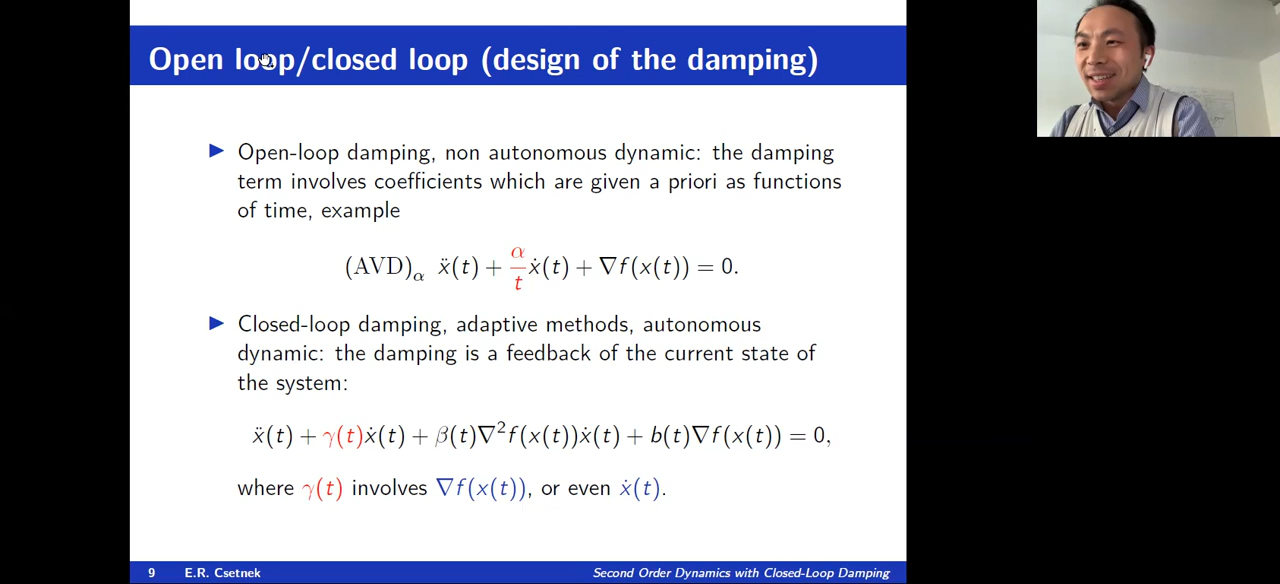 Open loop/closed loop (design of the damping)
▶ Open-loop damping, non autonomous dynamic: the damping
term involves coefficients which are given a priori as functions
of time, example
(AVD)_α ẍ(t) + α/t ẋ(t) + ∇f(x(t)) = 0.
▶ Closed-loop damping, adaptive methods, autonomous
dynamic: the damping is a feedback of the current state of
the system:
ẍ(t) + γ(t)ẋ(t) + β(t)∇²f(x(t))ẋ(t) + b(t)∇f(x(t)) = 0,
where γ(t) involves ∇f(x(t)), or even ẋ(t).
9 E.R. Csetnek Second Order Dynamics with Closed-Loop Damping